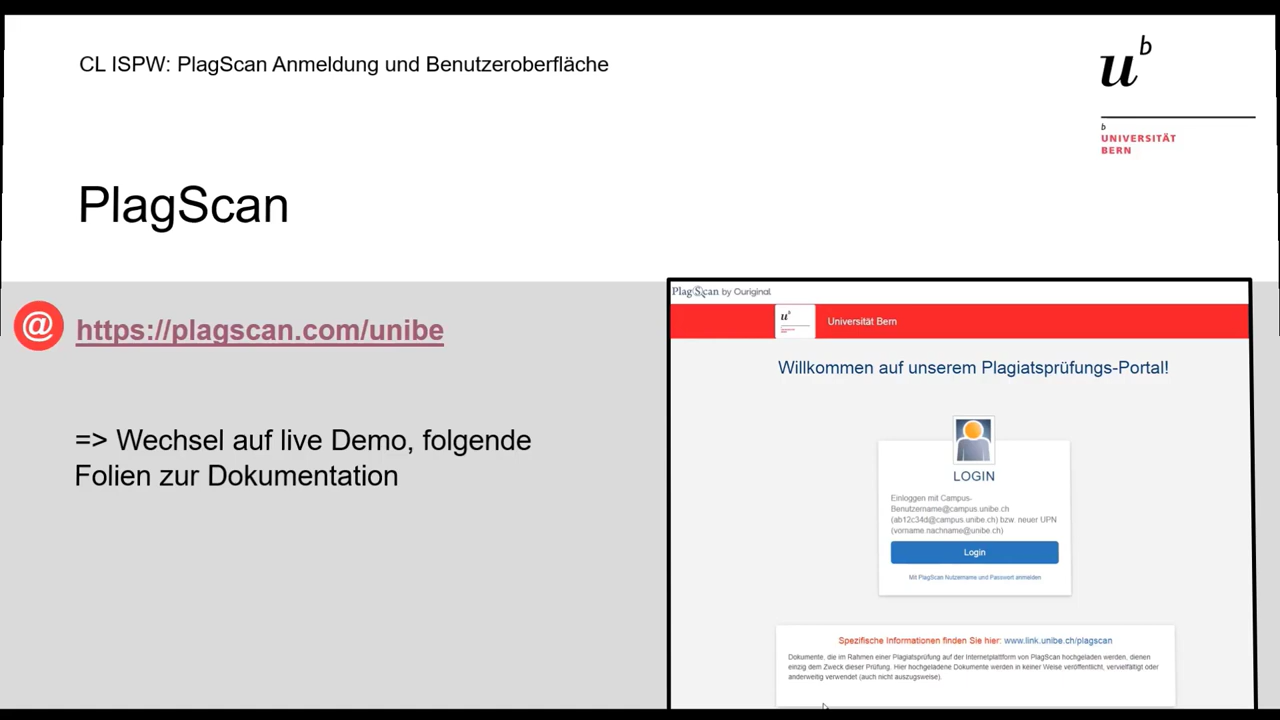 CL ISPW: PlagScan Anmeldung und Benutzeroberfläche
u b
b
UNIVERSITÄT
BERN
PlagScan
@ https://plagscan.com/unibe
=> Wechsel auf live Demo, folgende
Folien zur Dokumentation
PlagScan by Ouriginal
u b
Universität Bern
Willkommen auf unserem Plagiatsprüfungs-Portal!
LOGIN
Einloggen mit Campus-
Benutzername@campus.unibe.ch
(ab12c34d@campus.unibe.ch) bzw. neuer UPN
(vorname.nachname@unibe.ch)
Login
Mit PlagScan Nutzername und Passwort anmelden
Spezifische Informationen finden Sie hier: www.link.unibe.ch/plagscan
Dokumente, die im Rahmen einer Plagiatsprüfung auf der Internetplattform von PlagScan hochgeladen werden, dienen
einzig dem Zweck dieser Prüfung. Hier hochgeladene Dokumente werden in keiner Weise veröffentlicht, vervielfältigt oder
anderweitig verwendet (auch nicht auszugsweise).